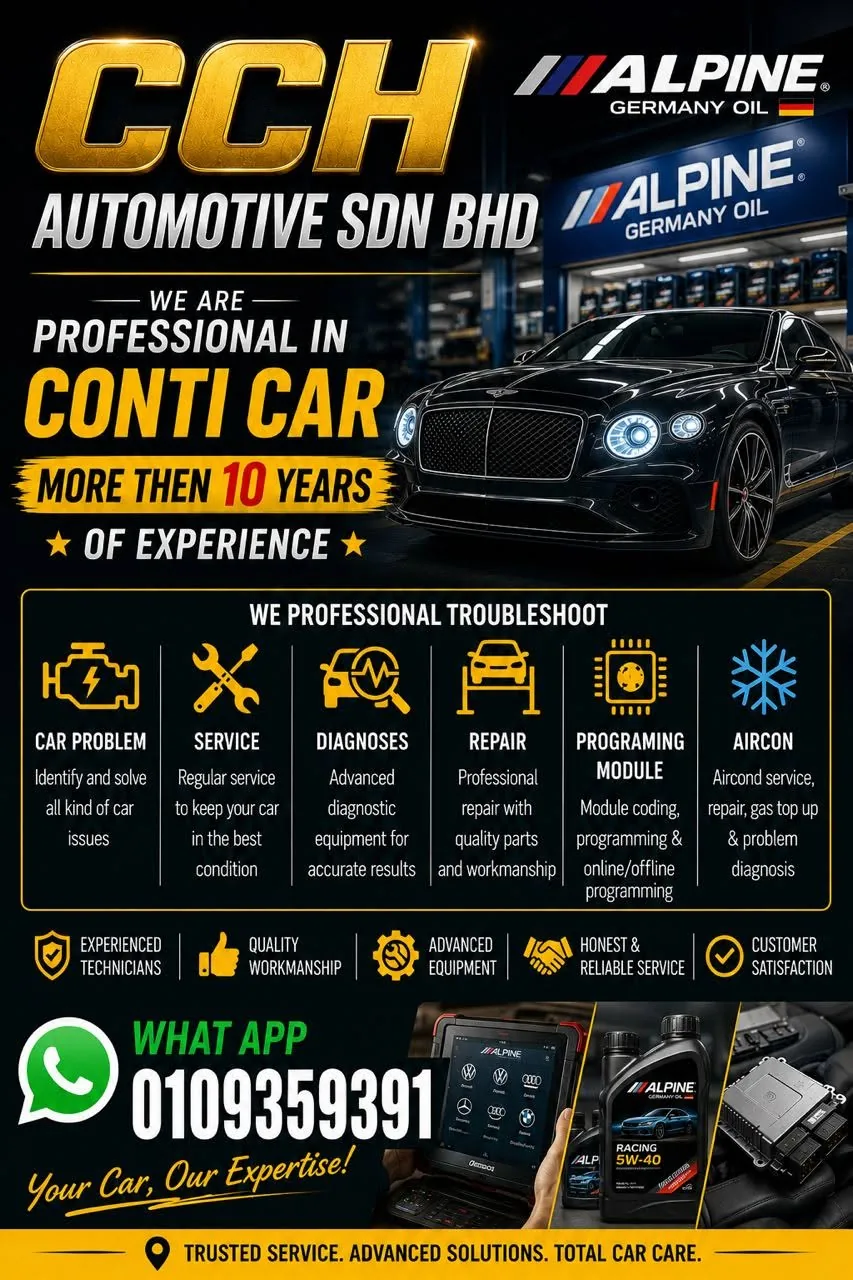 CCH
AUTOMOTIVE SDN BHD
ALPINE®
GERMANY OIL
ALPINE®
GERMANY OIL
WE ARE
PROFESSIONAL IN
CONTI CAR
MORE THEN 10 YEARS
OF EXPERIENCE
WE PROFESSIONAL TROUBLESHOOT
CAR PROBLEM
Identify and solve
all kind of car
issues
SERVICE
Regular service
to keep your car
in the best
condition
DIAGNOSES
Advanced
diagnostic
equipment for
accurate results
REPAIR
Professional
repair with
quality parts
and workmanship
PROGRAMING
MODULE
Module coding,
programming &
online/offline
programming
AIRCON
Aircond service,
repair, gas top up
& problem
diagnosis
EXPERIENCED
TECHNICIANS
QUALITY
WORKMANSHIP
ADVANCED
EQUIPMENT
HONEST &
RELIABLE SERVICE
CUSTOMER
SATISFACTION
WHAT APP
0109359391
Your Car, Our Expertise!
ALPINE
ALPINE
GERMANY OIL
RACING
5W-40
TRUSTED SERVICE. ADVANCED SOLUTIONS. TOTAL CAR CARE.